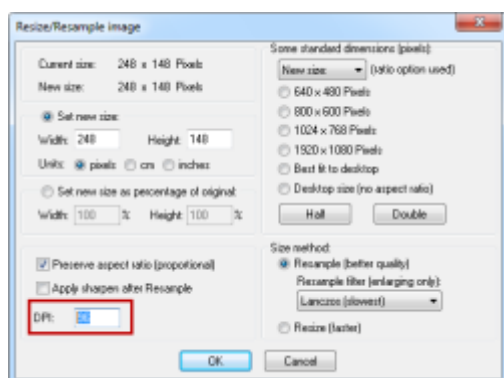 Resize/Resample image
Current size: 248 x 148 Pixels
New size: 248 x 148 Pixels
Set new size:
Width: 248 Height: 148
Units: pixels cm inches
Set new size as percentage of original:
Width: 100 % Height: 100 %
Preserve aspect ratio (proportional)
Apply sharpen after Resample
DPI:
Some standard dimensions (pixels):
New size: (ratio option used)
640 x 480 Pixels
800 x 600 Pixels
1024 x 768 Pixels
1920 x 1080 Pixels
Best fit to desktop
Desktop size (no aspect ratio)
Half Double
Size method:
Resample (better quality)
Resample filter (enlarging only):
Lanczos (slowest)
Resize (faster)
OK Cancel